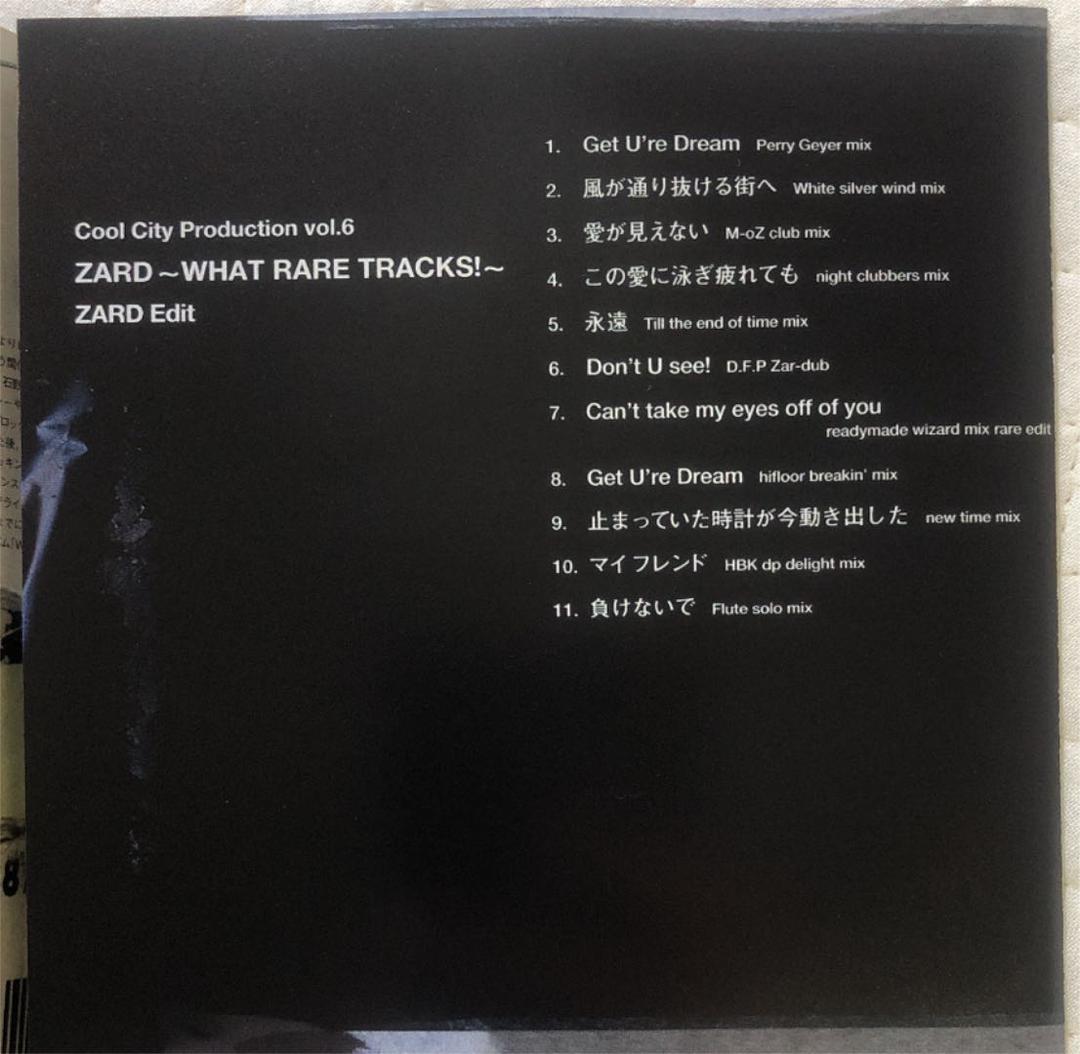 Cool City Production vol.6
ZARD ~WHAT RARE TRACKS!~
ZARD Edit
1. Get U're Dream Perry Geyer mix
2. 風が通り抜ける街へ White silver wind mix
3. 愛が見えない M-oZ club mix
4. この愛に泳ぎ疲れても night clubbers mix
5. 永遠 Till the end of time mix
6. Don't U see! D.F.P Zar-dub
7. Can't take my eyes off of you
readymade wizard mix rare edit
8. Get U're Dream hifloor breakin' mix
9. 止まっていた時計が今動き出した new time mix
10. マイ フレンド HBK dp delight mix
11. 負けないで Flute solo mix